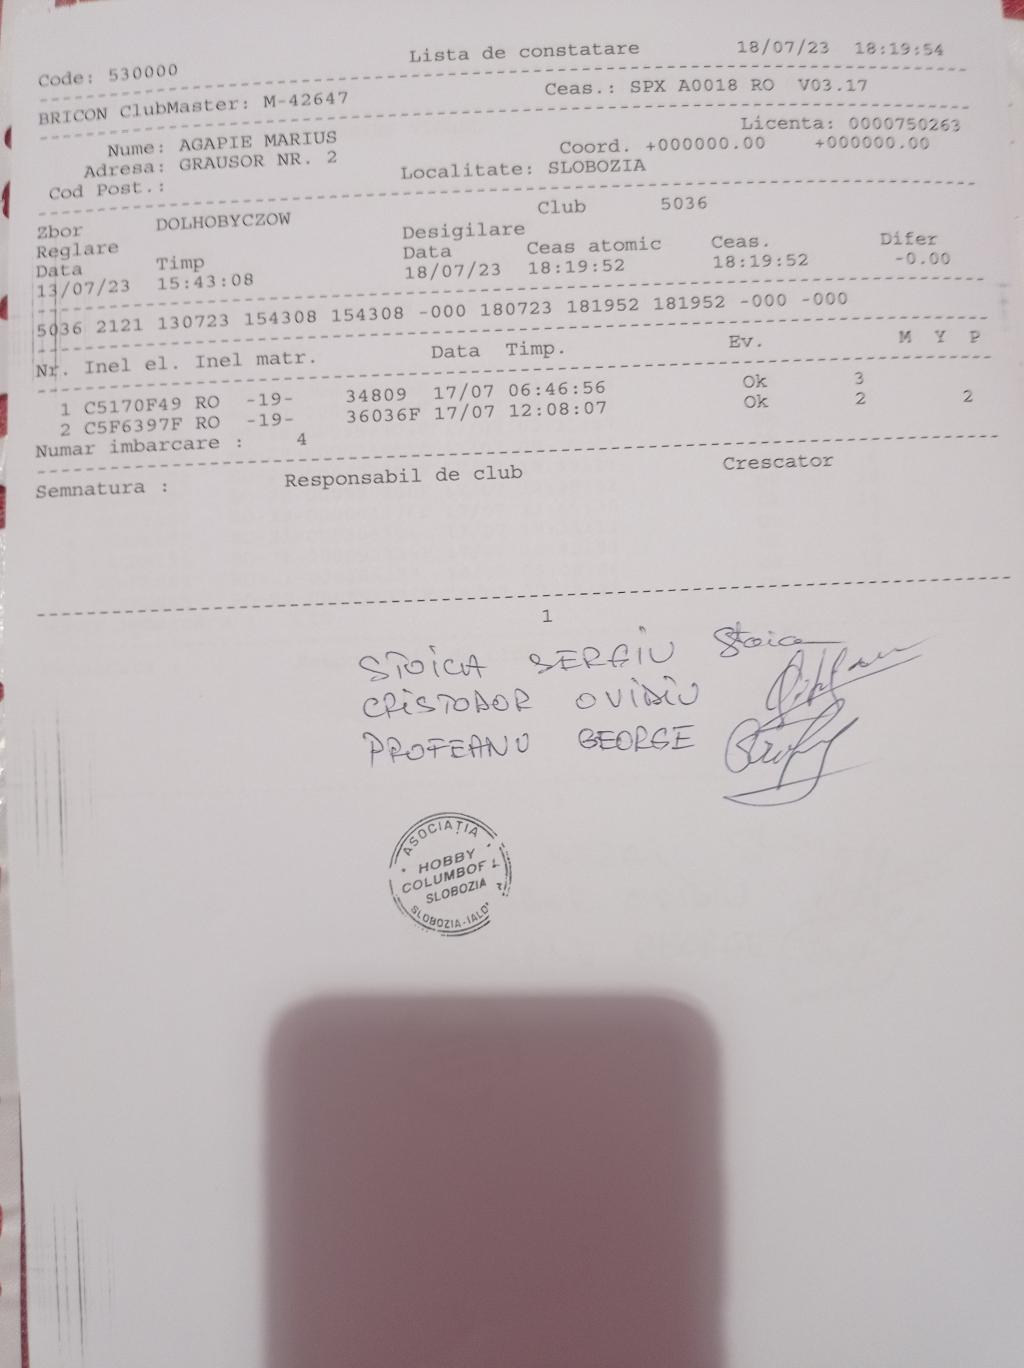 Code: 530000 Lista de constatare 18/07/23 18:19:54
BRICON ClubMaster: M-42647 Ceas.: SPX A0018 RO V03.17
Licenta: 0000750263
Nume: AGAPIE MARIUS Coord. +000000.00 +000000.00
Adresa: GRAUSOR NR. 2
Cod Post.: Localitate: SLOBOZIA
Zbor DOLHOBYCZOW Club 5036
Reglare Desigilare
Data Timp Data Ceas atomic Ceas. Difer
13/07/23 15:43:08 18/07/23 18:19:52 18:19:52 -0.00
5036 2121 130723 154308 154308 -000 180723 181952 181952 -000 -000
Nr. Inel el. Inel matr. Data Timp. Ev. M Y P
1 C5170F49 RO -19- 34809 17/07 06:46:56 Ok 3
2 C5F6397F RO -19- 36036F 17/07 12:08:07 Ok 2 2
Numar imbarcare : 4
Semnatura : Responsabil de club Crescator
1
STOICA SERGIU Stoica
CRISTODOR OVIDIU
PROFEANU GEORGE
ASOCIAȚIA
HOBBY
COLUMBOFIL
SLOBOZIA
SLOBOZIA-IALO